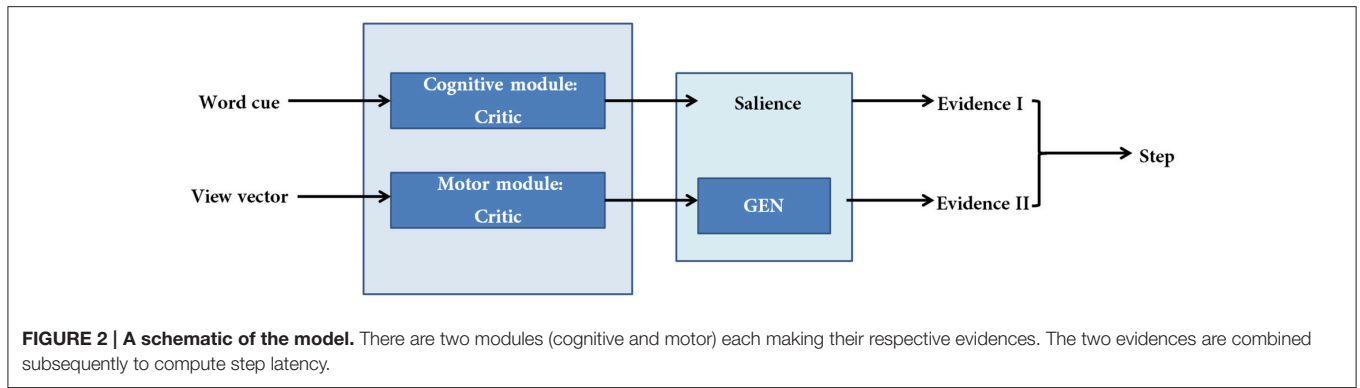 Word cue
Cognitive module:
Critic
Salience
Evidence I
Step
View vector
Motor module:
Critic
GEN
Evidence II
FIGURE 2 | A schematic of the model. There are two modules (cognitive and motor) each making their respective evidences. The two evidences are combined
subsequently to compute step latency.